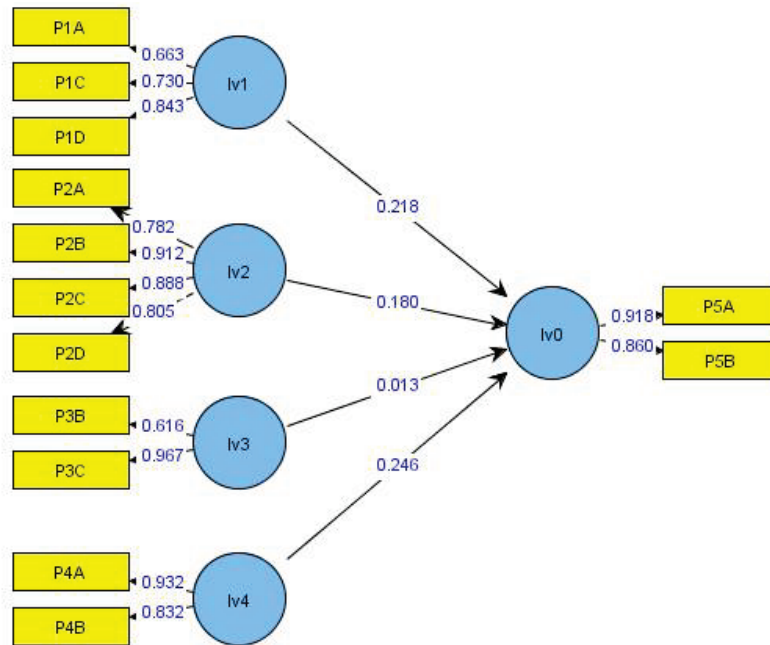 P1A
0.663
P1C
0.730
lv1
0.843
P1D
P2A
0.782
P2B
0.912
lv2
P2C
0.888
0.805
P2D
P3B
0.616
lv3
P3C
0.967
P4A
0.932
lv4
P4B
0.832
0.218
0.180
0.013
0.246
lv0
0.918
P5A
0.860
P5B